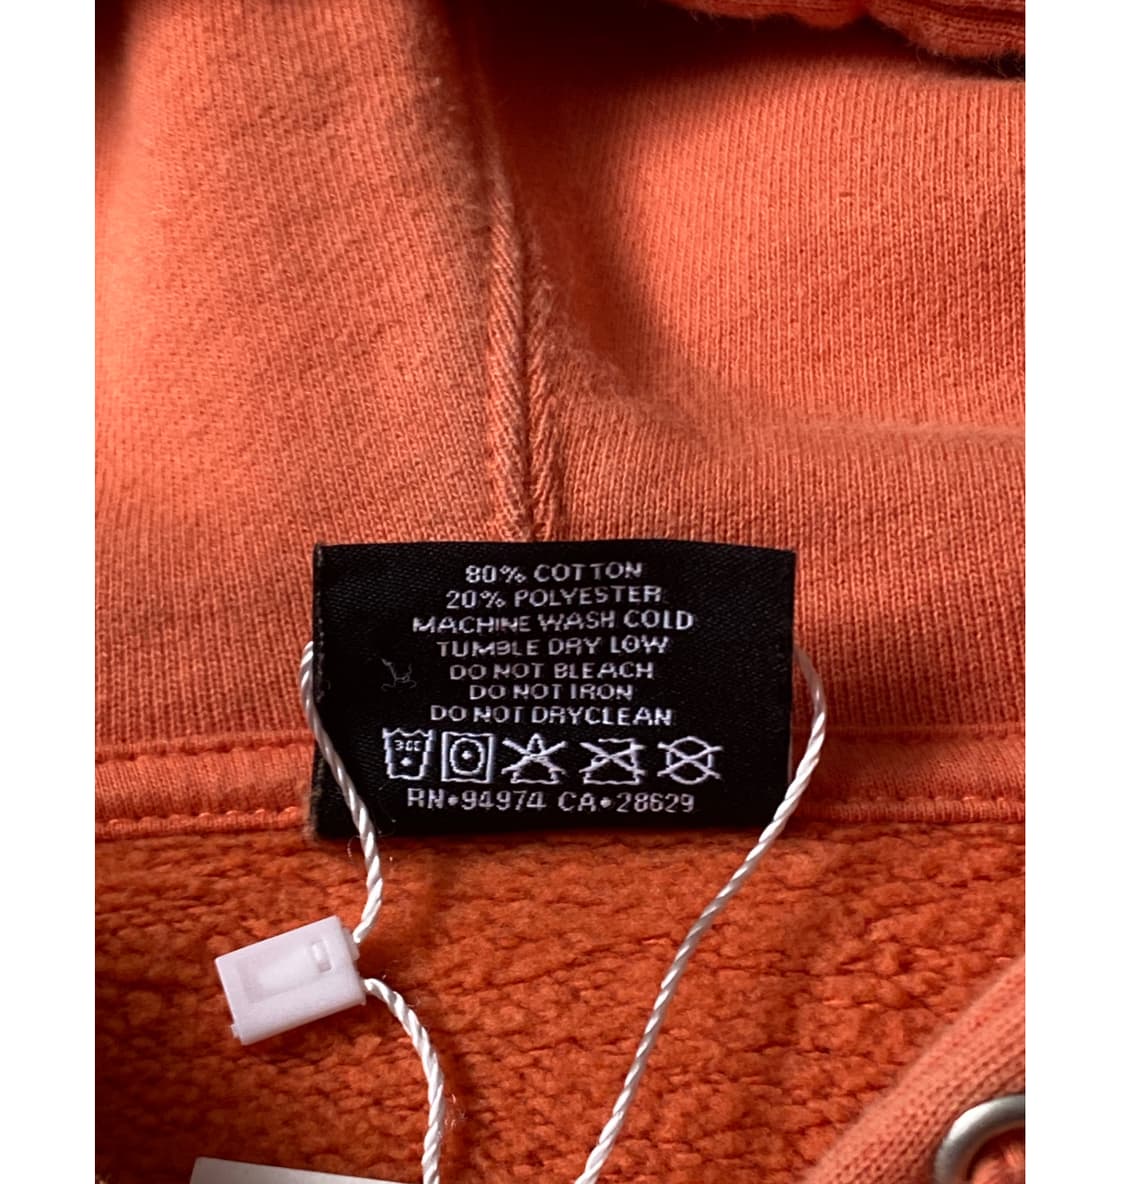 80% COTTON
20% POLYESTER
MACHINE WASH COLD
TUMBLE DRY LOW
DO NOT BLEACH
DO NOT IRON
DO NOT DRYCLEAN
RN•94974 CA•28629